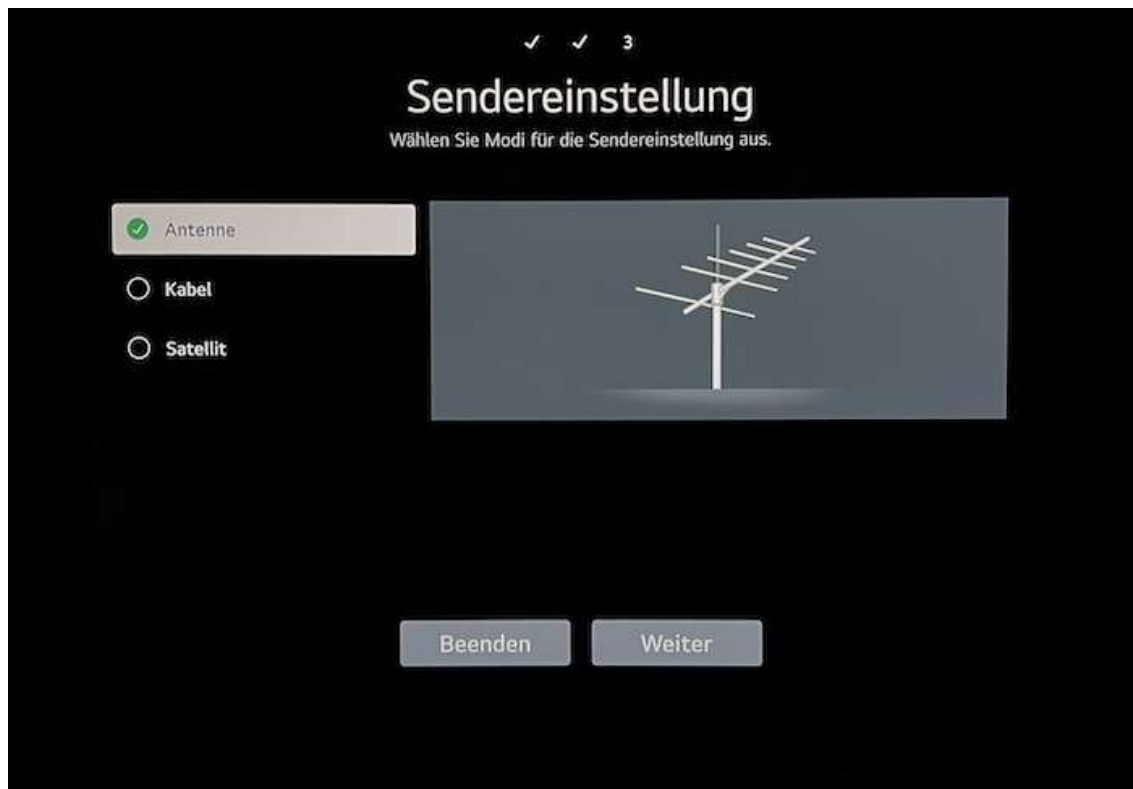 3
Sendereinstellung
Wählen Sie Modi für die Sendereinstellung aus.
Antenne
Kabel
Satellit
Beenden
Weiter